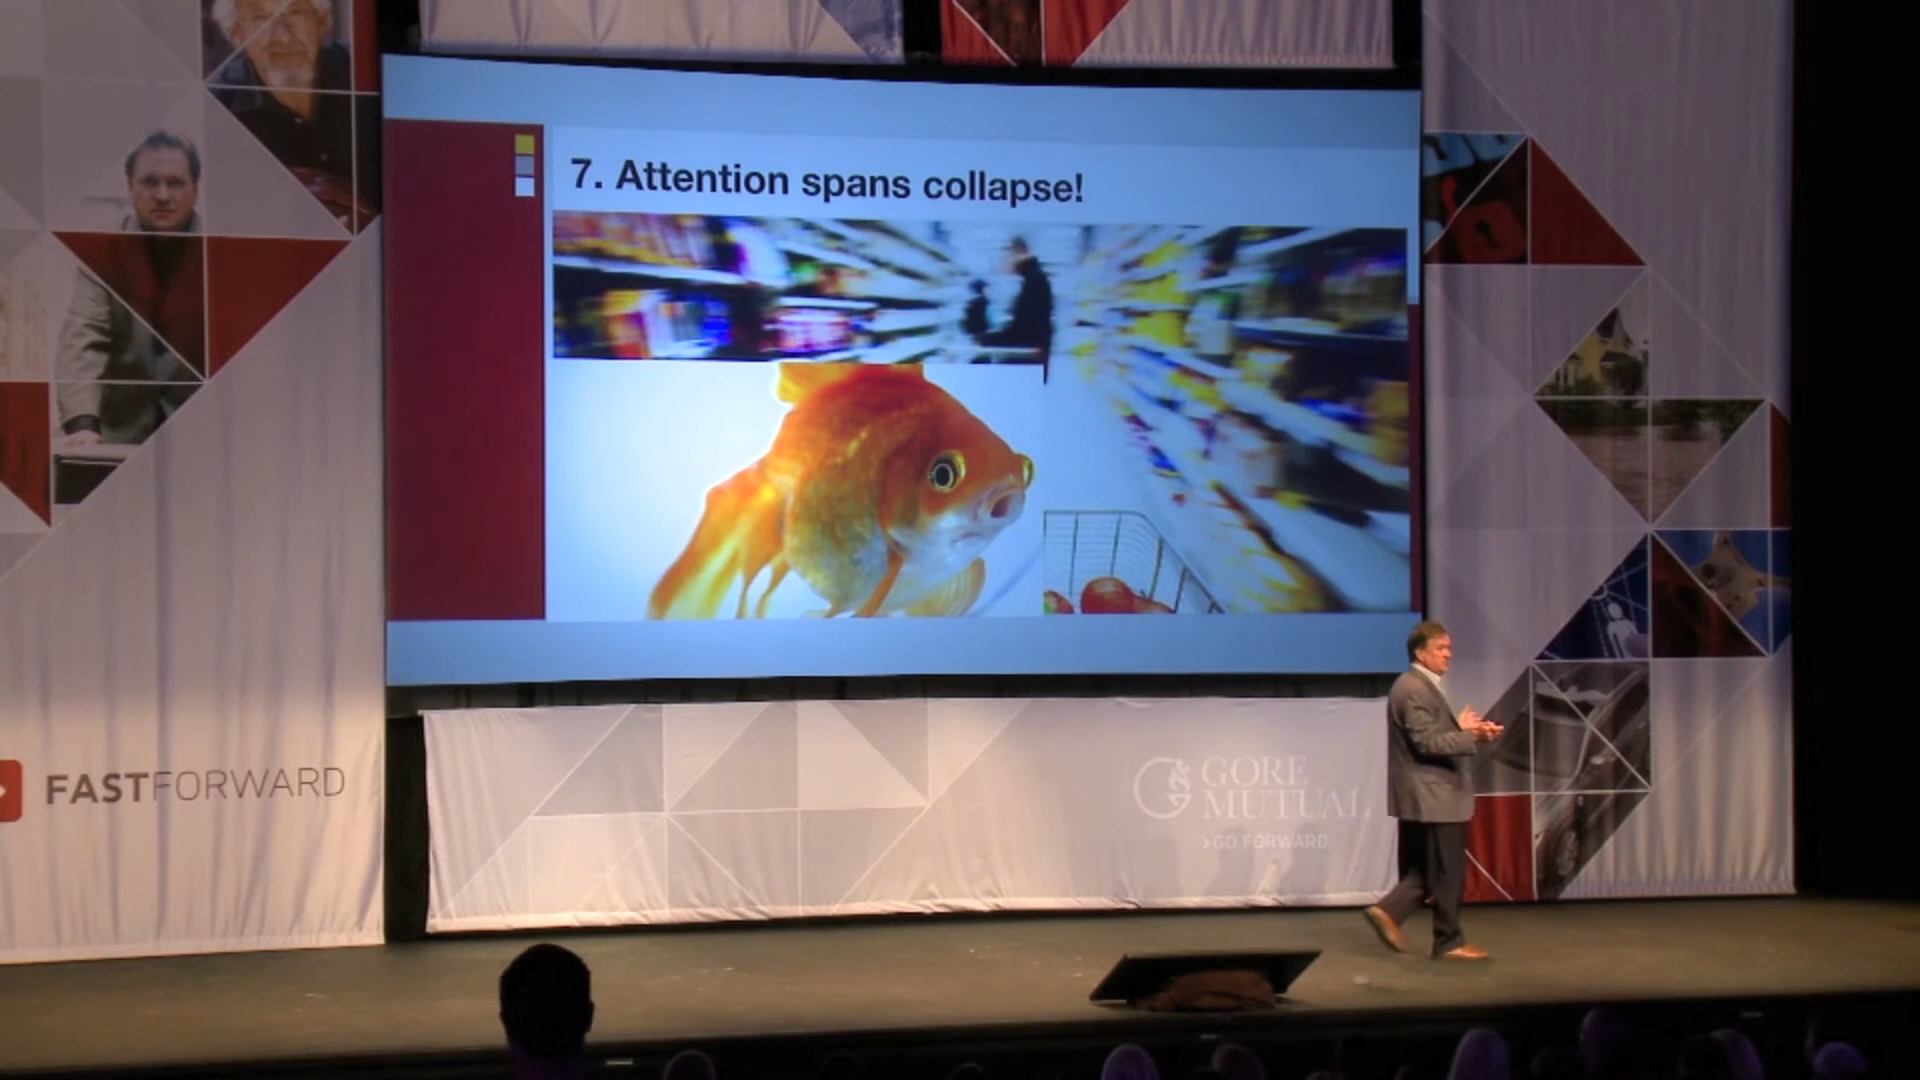 7. Attention spans collapse!
FASTFORWARD
GORE
MUTUAL
>GO FORWARD